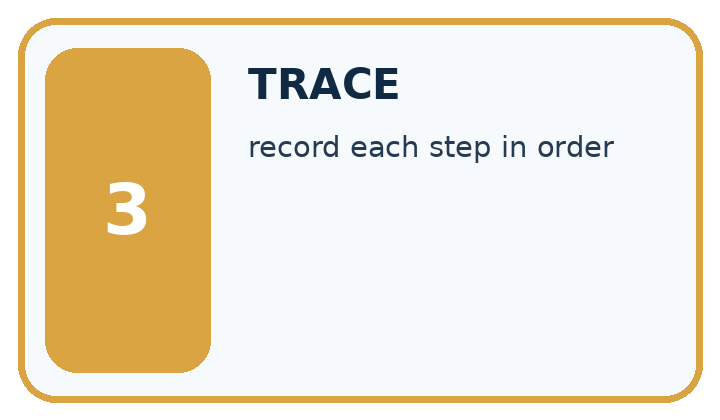 3
TRACE
record each step in order